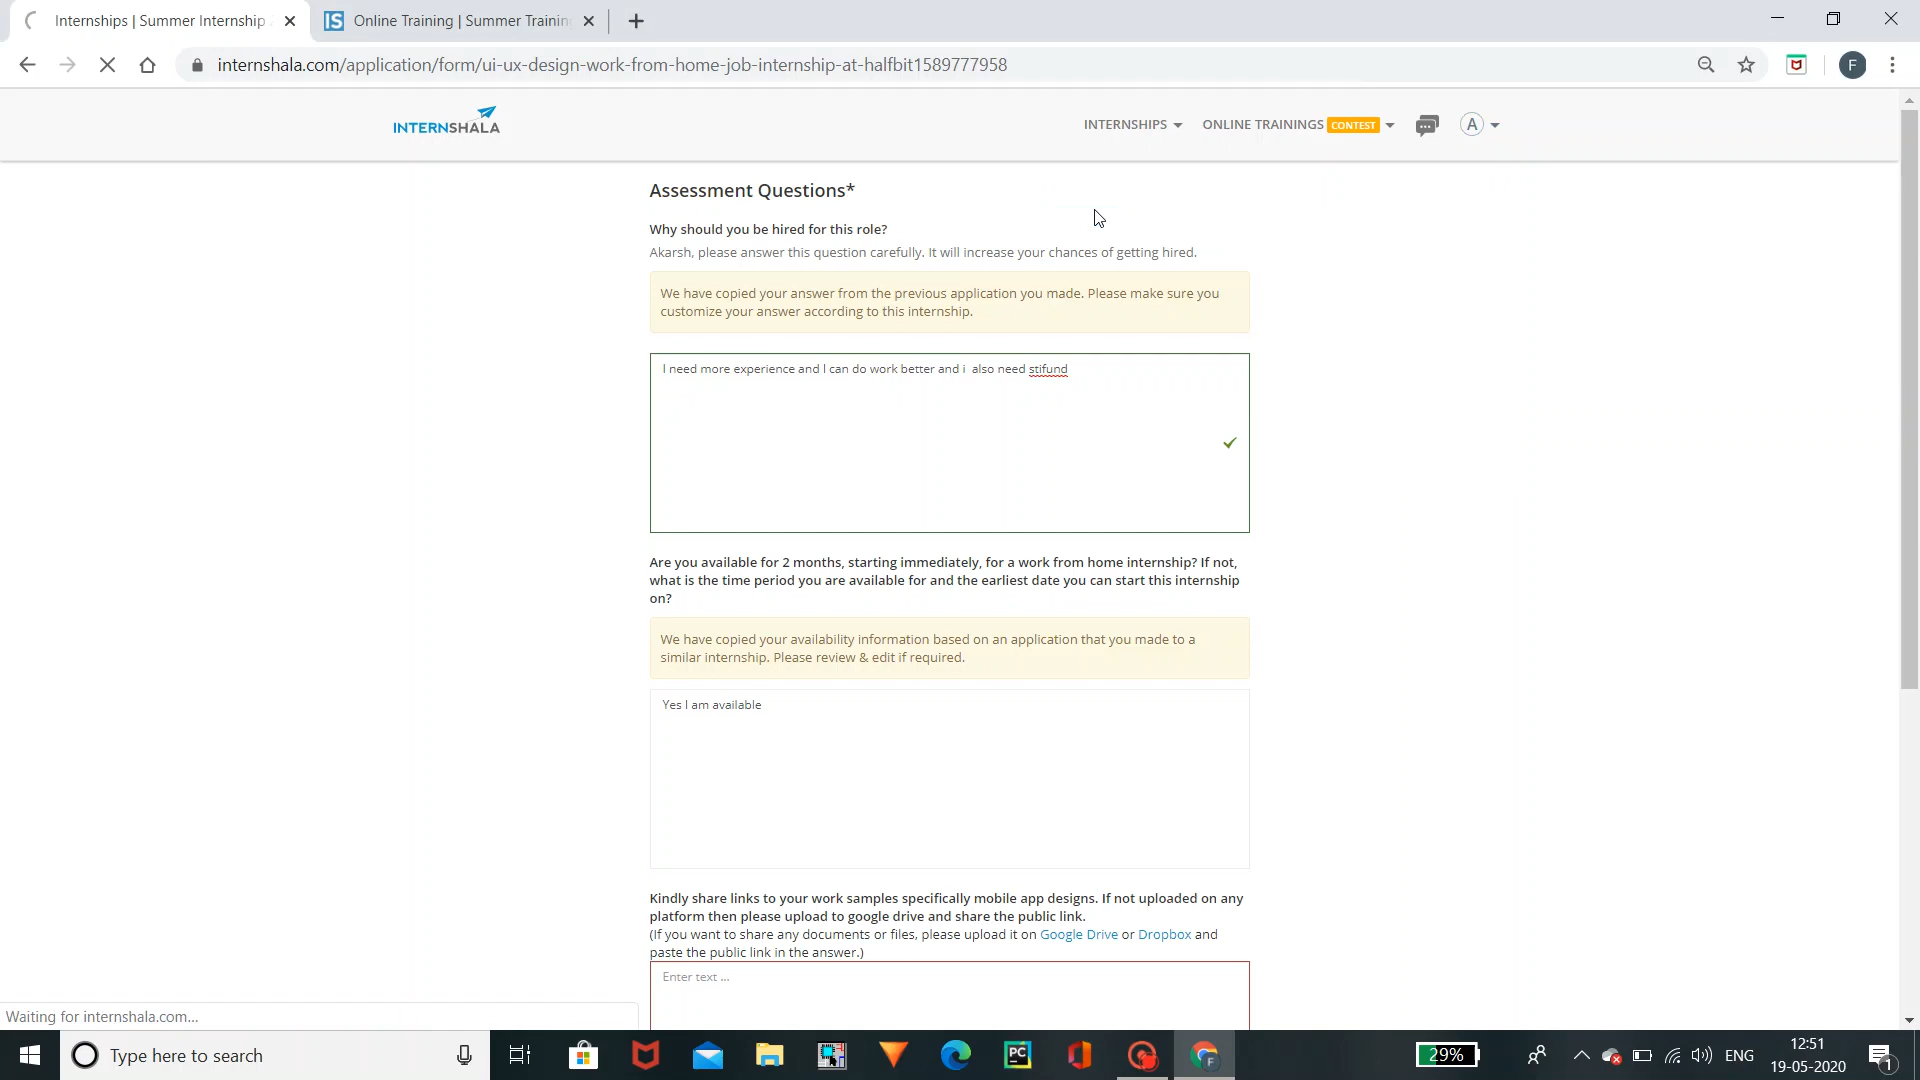 Internships | Summer Internship
Online Training | Summer Trainin
internshala.com/application/form/ui-ux-design-work-from-home-job-internship-at-halfbit1589777958
F
INTERNSHALA
INTERNSHIPS
ONLINE TRAININGS CONTEST
A
Assessment Questions*
Why should you be hired for this role?
Akarsh, please answer this question carefully. It will increase your chances of getting hired.
We have copied your answer from the previous application you made. Please make sure you
customize your answer according to this internship.
I need more experience and I can do work better and i  also need stifund
Are you available for 2 months, starting immediately, for a work from home internship? If not,
what is the time period you are available for and the earliest date you can start this internship
on?
We have copied your availability information based on an application that you made to a
similar internship. Please review & edit if required.
Yes I am available
Kindly share links to your work samples specifically mobile app designs. If not uploaded on any
platform then please upload to google drive and share the public link.
(If you want to share any documents or files, please upload it on Google Drive or Dropbox and
paste the public link in the answer.)
Enter text ...
Waiting for internshala.com...
Type here to search
PC
F
29%
ENG
12:51
19-05-2020
1